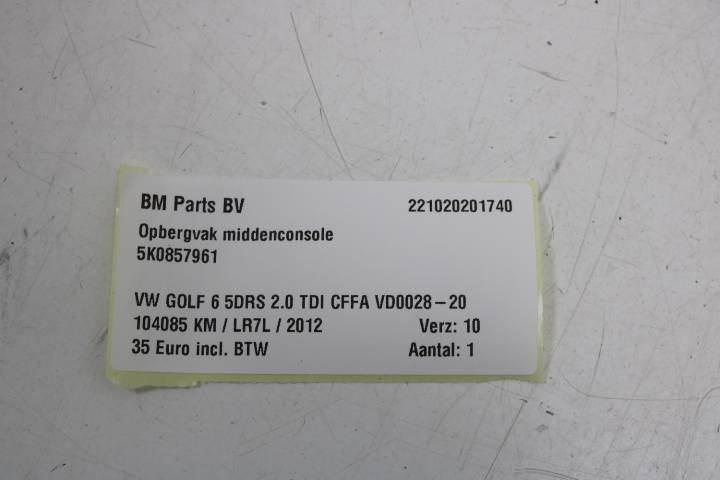 BM Parts BV 221020201740
Opbergvak middenconsole
5K0857961
VW GOLF 6 5DRS 2.0 TDI CFFA VD0028-20
104085 KM / LR7L / 2012 Verz: 10
35 Euro incl. BTW Aantal: 1